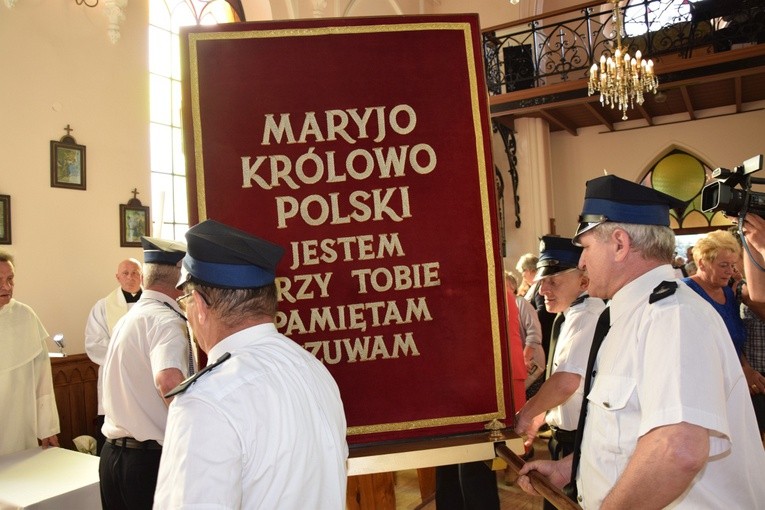 MARYJO
KRÓLOWO
POLSKI
JESTEM
PRZY TOBIE
PAMIĘTAM
CZUWAM